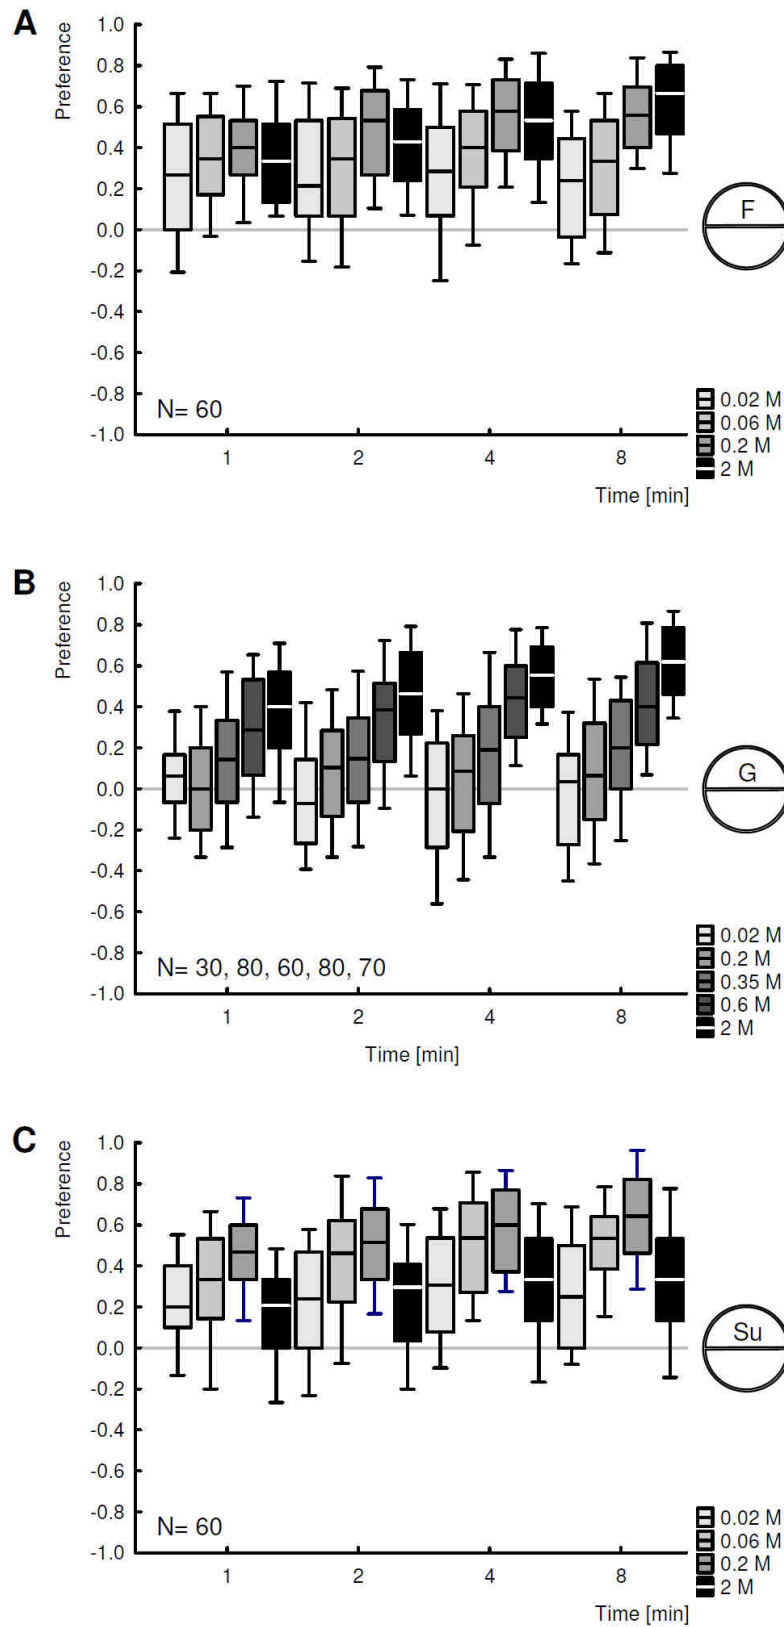 A
Preference
1.0
0.8
0.6
0.4
0.2
0.0
-0.2
-0.4
-0.6
-0.8
-1.0
N= 60
1 2 4 8
Time [min]
F
0.02 M
0.06 M
0.2 M
2 M
B
Preference
1.0
0.8
0.6
0.4
0.2
0.0
-0.2
-0.4
-0.6
-0.8
-1.0
N= 30, 80, 60, 80, 70
1 2 4 8
Time [min]
G
0.02 M
0.2 M
0.35 M
0.6 M
2 M
C
Preference
1.0
0.8
0.6
0.4
0.2
0.0
-0.2
-0.4
-0.6
-0.8
-1.0
N= 60
1 2 4 8
Time [min]
Su
0.02 M
0.06 M
0.2 M
2 M